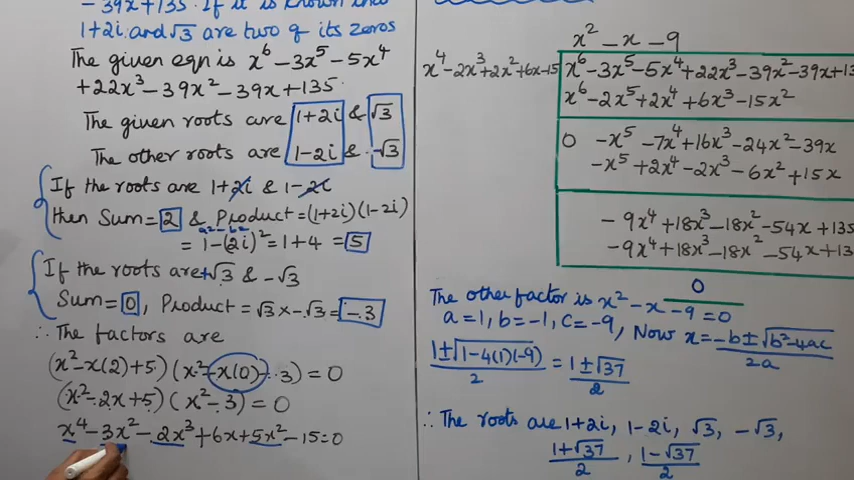 - 39x+135. If it is known that
1+2i and √3 are two of its zeros
The given eqn is x⁶ - 3x⁵ - 5x⁴
+22x³ - 39x² - 39x + 135.
The given roots are 1+2i & √3
The other roots are 1-2i & -√3
If the roots are 1+2i & 1-2i
then Sum = 2 & Product = (1+2i)(1-2i)
a² - b²
= 1-(2i)² = 1+4 = 5
If the roots are +√3 & -√3
Sum = 0, Product = √3 x -√3 = -3
∴ The factors are
(x² - x(2) + 5) (x² - x(0) - 3) = 0
(x² - 2x + 5) (x² - 3) = 0
x⁴ - 3x² - 2x³ + 6x + 5x² - 15 = 0
x² - x - 9
x⁴ - 2x³ + 2x² + 6x - 15 x⁶ - 3x⁵ - 5x⁴ + 22x³ - 39x² - 39x + 13
x⁶ - 2x⁵ + 2x⁴ + 6x³ - 15x²
0 - x⁵ - 7x⁴ + 16x³ - 24x² - 39x
- x⁵ + 2x⁴ - 2x³ - 6x² + 15x
- 9x⁴ + 18x³ - 18x² - 54x + 135
- 9x⁴ + 18x³ - 18x² - 54x + 13
0
The other factor is x² - x - 9 = 0
a = 1, b = -1, c = -9, Now x = -b ± √b² - 4ac / 2a
1 ± √1-4(1)(-9) / 2 = 1 ± √37 / 2
∴ The roots are 1+2i, 1-2i, √3, -√3,
1+√37 / 2 , 1-√37 / 2